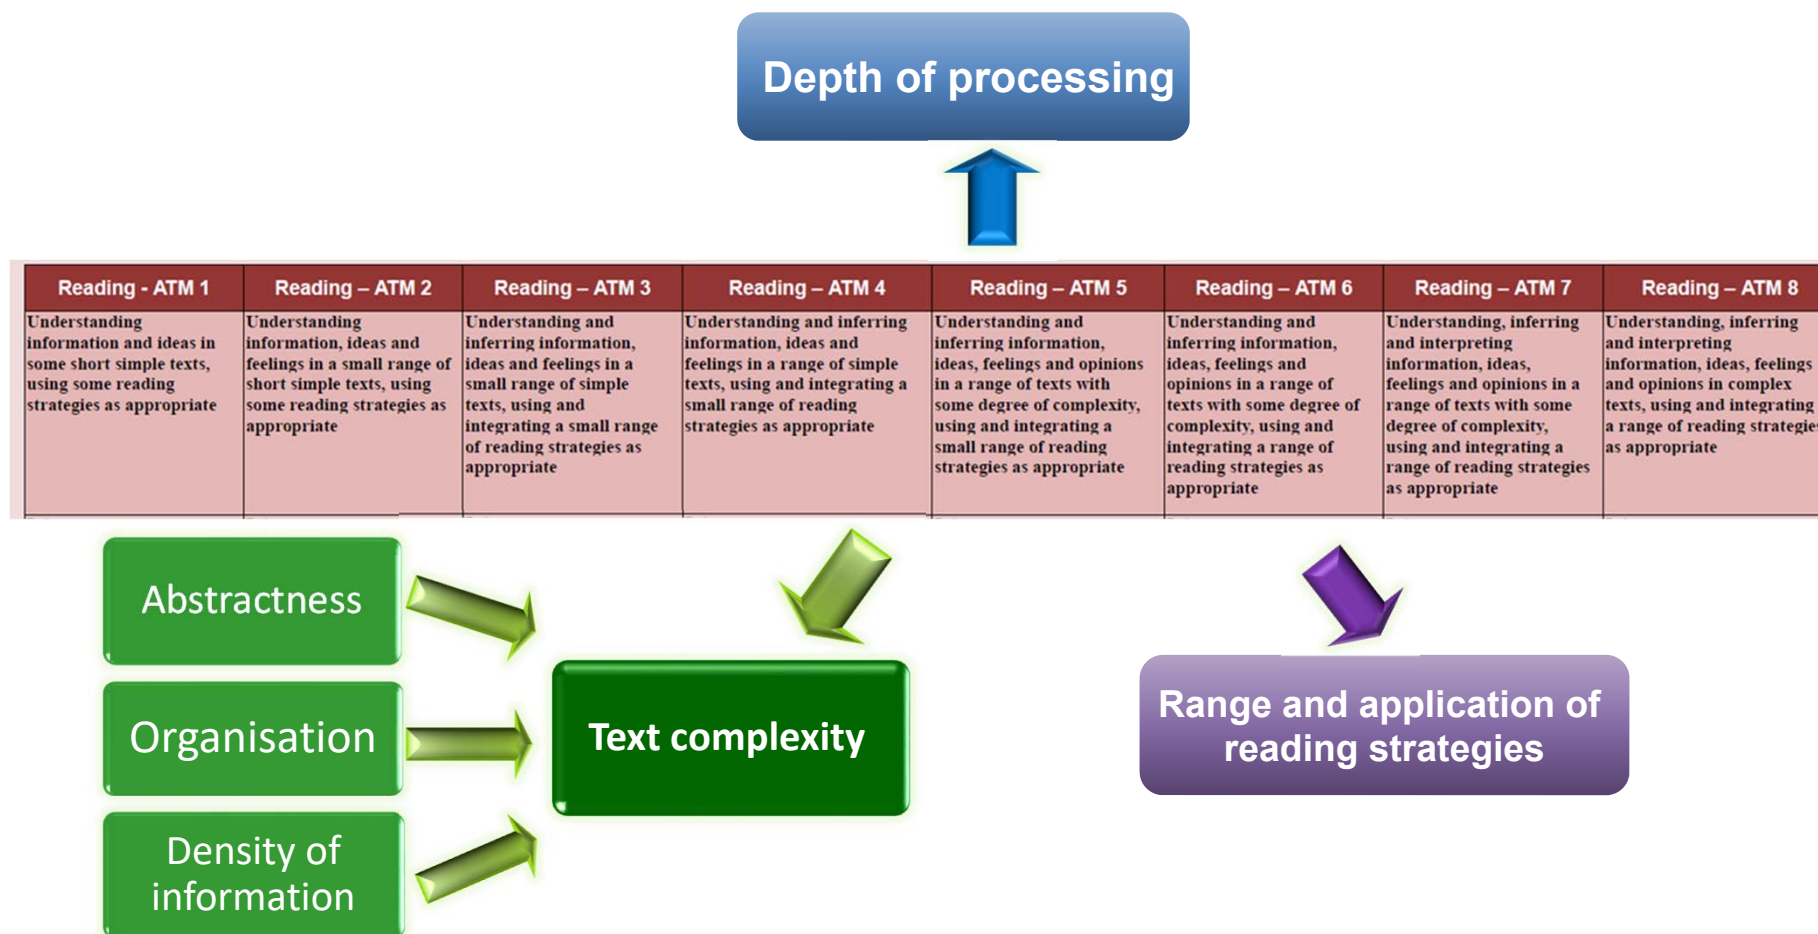 Depth of processing
Reading - ATM 1
Reading – ATM 2
Reading – ATM 3
Reading – ATM 4
Reading – ATM 5
Reading – ATM 6
Reading – ATM 7
Reading – ATM 8
Understanding
information and ideas in
some short simple texts,
using some reading
strategies as appropriate
Understanding
information, ideas and
feelings in a small range of
short simple texts, using
some reading strategies as
appropriate
Understanding and
inferring information,
ideas and feelings in a
small range of simple
texts, using and
integrating a small range
of reading strategies as
appropriate
Understanding and inferring
information, ideas and
feelings in a range of simple
texts, using and integrating a
small range of reading
strategies as appropriate
Understanding and
inferring information,
ideas, feelings and opinions
in a range of texts with
some degree of complexity,
using and integrating a
small range of reading
strategies as appropriate
Understanding and
inferring information,
ideas, feelings and
opinions in a range of
texts with some degree of
complexity, using and
integrating a range of
reading strategies as
appropriate
Understanding, inferring
and interpreting
information, ideas,
feelings and opinions in a
range of texts with some
degree of complexity,
using and integrating a
range of reading strategies
as appropriate
Understanding, inferring
and interpreting
information, ideas, feelings
and opinions in complex
texts, using and integrating
a range of reading strategies
as appropriate
Abstractness
Organisation
Density of
information
Text complexity
Range and application of
reading strategies